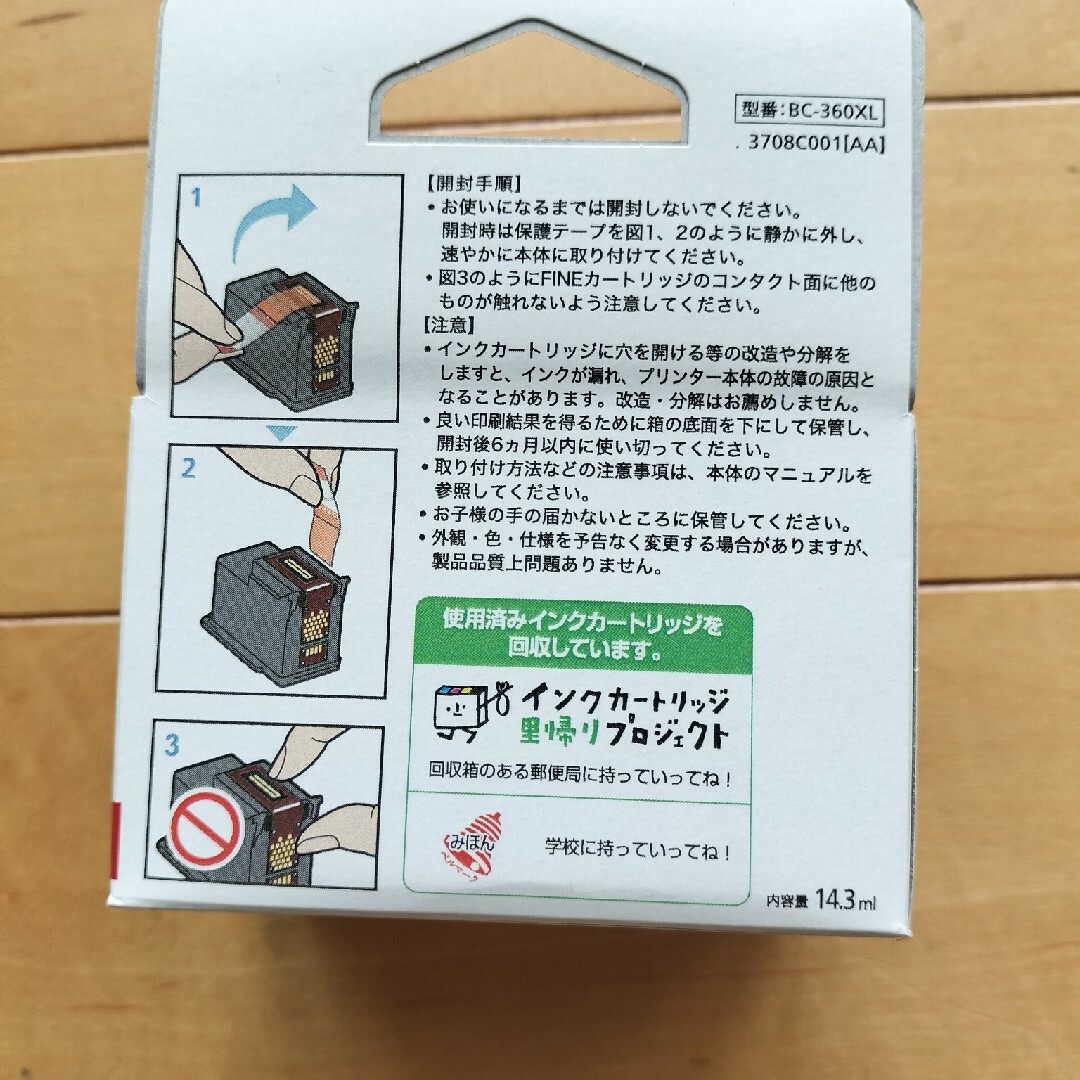 型番:BC-360XL
3708C001[AA]
1
【開封手順】
・お使いになるまでは開封しないでください。
開封時は保護テープを図1、2のように静かに外し、
速やかに本体に取り付けてください。
・図3のようにFINEカートリッジのコンタクト面に他の
ものが触れないよう注意してください。
【注意】
・インクカートリッジに穴を開ける等の改造や分解を
しますと、インクが漏れ、プリンター本体の故障の原因と
なることがあります。改造・分解はお薦めしません。
・良い印刷結果を得るために箱の底面を下にして保管し、
開封後6ヵ月以内に使い切ってください。
・取り付け方法などの注意事項は、本体のマニュアルを
参照してください。
・お子様の手の届かないところに保管してください。
・外観・色・仕様を予告なく変更する場合がありますが、
製品品質上問題ありません。
2
3
使用済みインクカートリッジを
回収しています。
インクカートリッジ
里帰りプロジェクト
回収箱のある郵便局に持っていってね!
みほん
ベルマーク
学校に持っていってね!
内容量 14.3ml